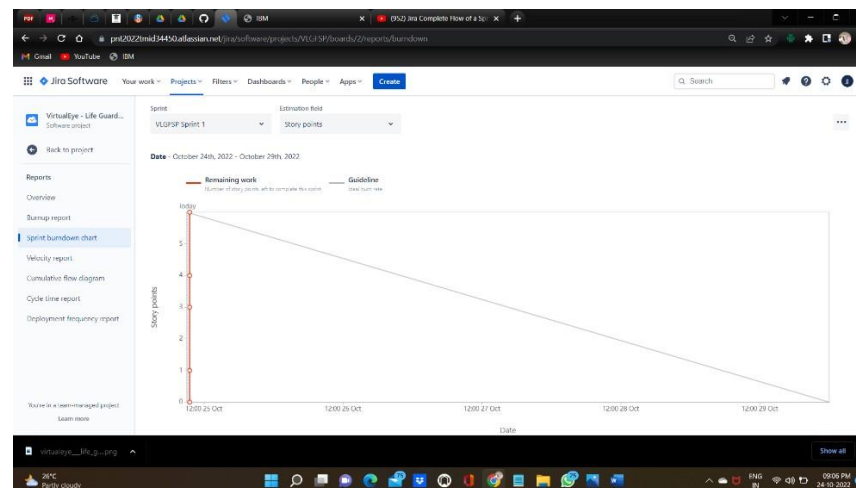 PDF
IBM
(952) Jira Complete Flow of a Sp
pnt2022tmid34450.atlassian.net/jira/software/projects/VLGFSP/boards/2/reports/burndown
Gmail YouTube IBM
Jira Software Your work Projects Filters Dashboards People Apps Create Search
VirtualEye - Life Guard...
Software project
Back to project
Reports
Overview
Burnup report
Sprint burndown chart
Velocity report
Cumulative flow diagram
Cycle time report
Deployment frequency report
You're in a team-managed project
Learn more
Sprint Estimation field
VLGFSP Sprint 1 Story points
Date - October 24th, 2022 - October 29th, 2022
Remaining work Guideline
Number of story points left to complete this sprint Ideal burn rate
Today
5
4
3
2
1
0
Story points
12:00 25 Oct 12:00 26 Oct 12:00 27 Oct 12:00 28 Oct 12:00 29 Oct
Date
virtualeye__life_g....png Show all
26°C
Partly cloudy
ENG
IN
09:06 PM
24-10-2022